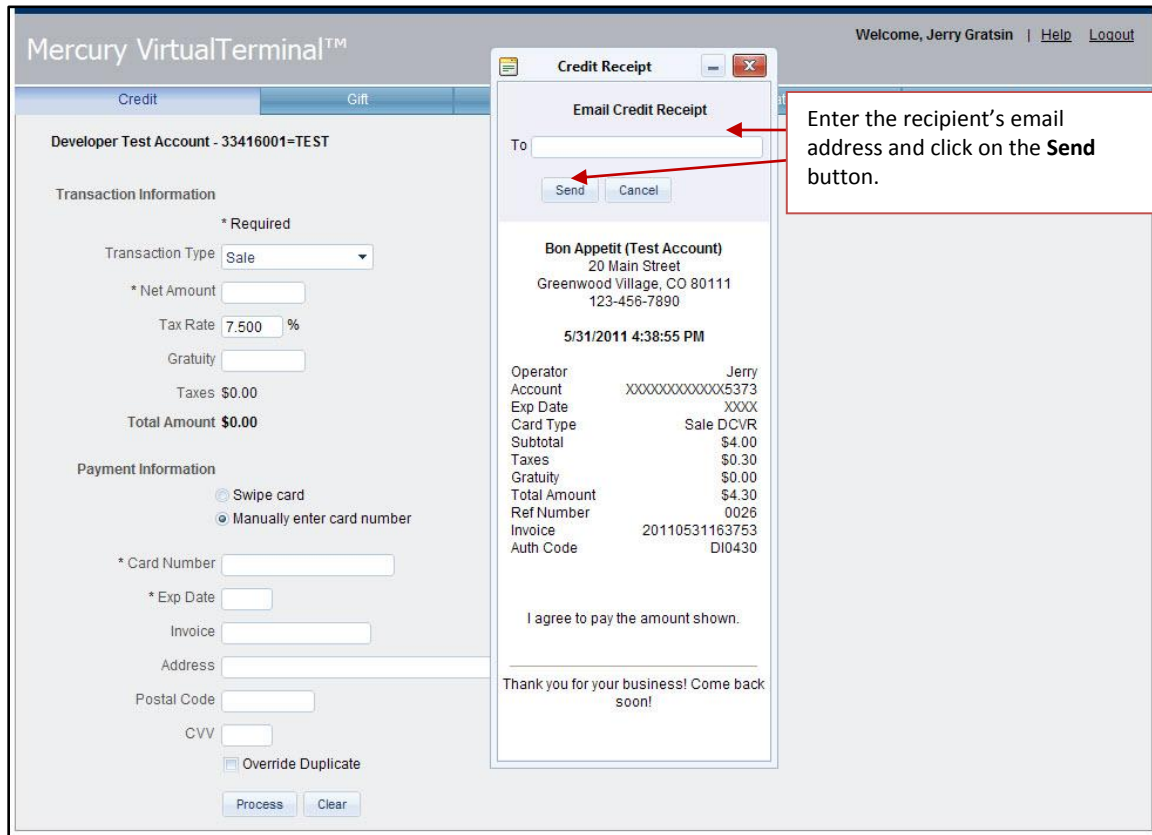 Mercury VirtualTerminal™
Welcome, Jerry Gratsin | Help Logout
Credit Gift
Developer Test Account - 33416001=TEST
Transaction Information
* Required
Transaction Type Sale
* Net Amount
Tax Rate 7.500 %
Gratuity
Taxes $0.00
Total Amount $0.00
Payment Information
Swipe card
Manually enter card number
* Card Number
* Exp Date
Invoice
Address
Postal Code
CVV
Override Duplicate
Process Clear
Credit Receipt
Email Credit Receipt
To
Send Cancel
Bon Appetit (Test Account)
20 Main Street
Greenwood Village, CO 80111
123-456-7890
5/31/2011 4:38:55 PM
Operator Jerry
Account XXXXXXXXXXXX5373
Exp Date XXXX
Card Type Sale DCVR
Subtotal $4.00
Taxes $0.30
Gratuity $0.00
Total Amount $4.30
Ref Number 0026
Invoice 20110531163753
Auth Code DI0430
I agree to pay the amount shown.
Thank you for your business! Come back
soon!
Enter the recipient’s email
address and click on the Send
button.